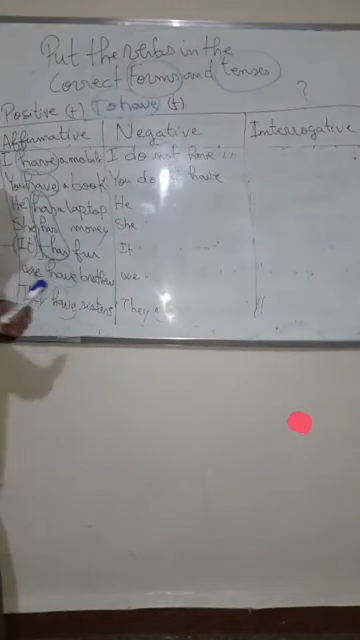 Put the verbs in the
Correct forms and tenses
?
Positive (+) To have (+)
Affirmative Negative Interrogative
I have a mobile I do not have
You have a book You do not have
He has a laptop He
She has money She
It has fur It
We have brothers We
They have sisters They